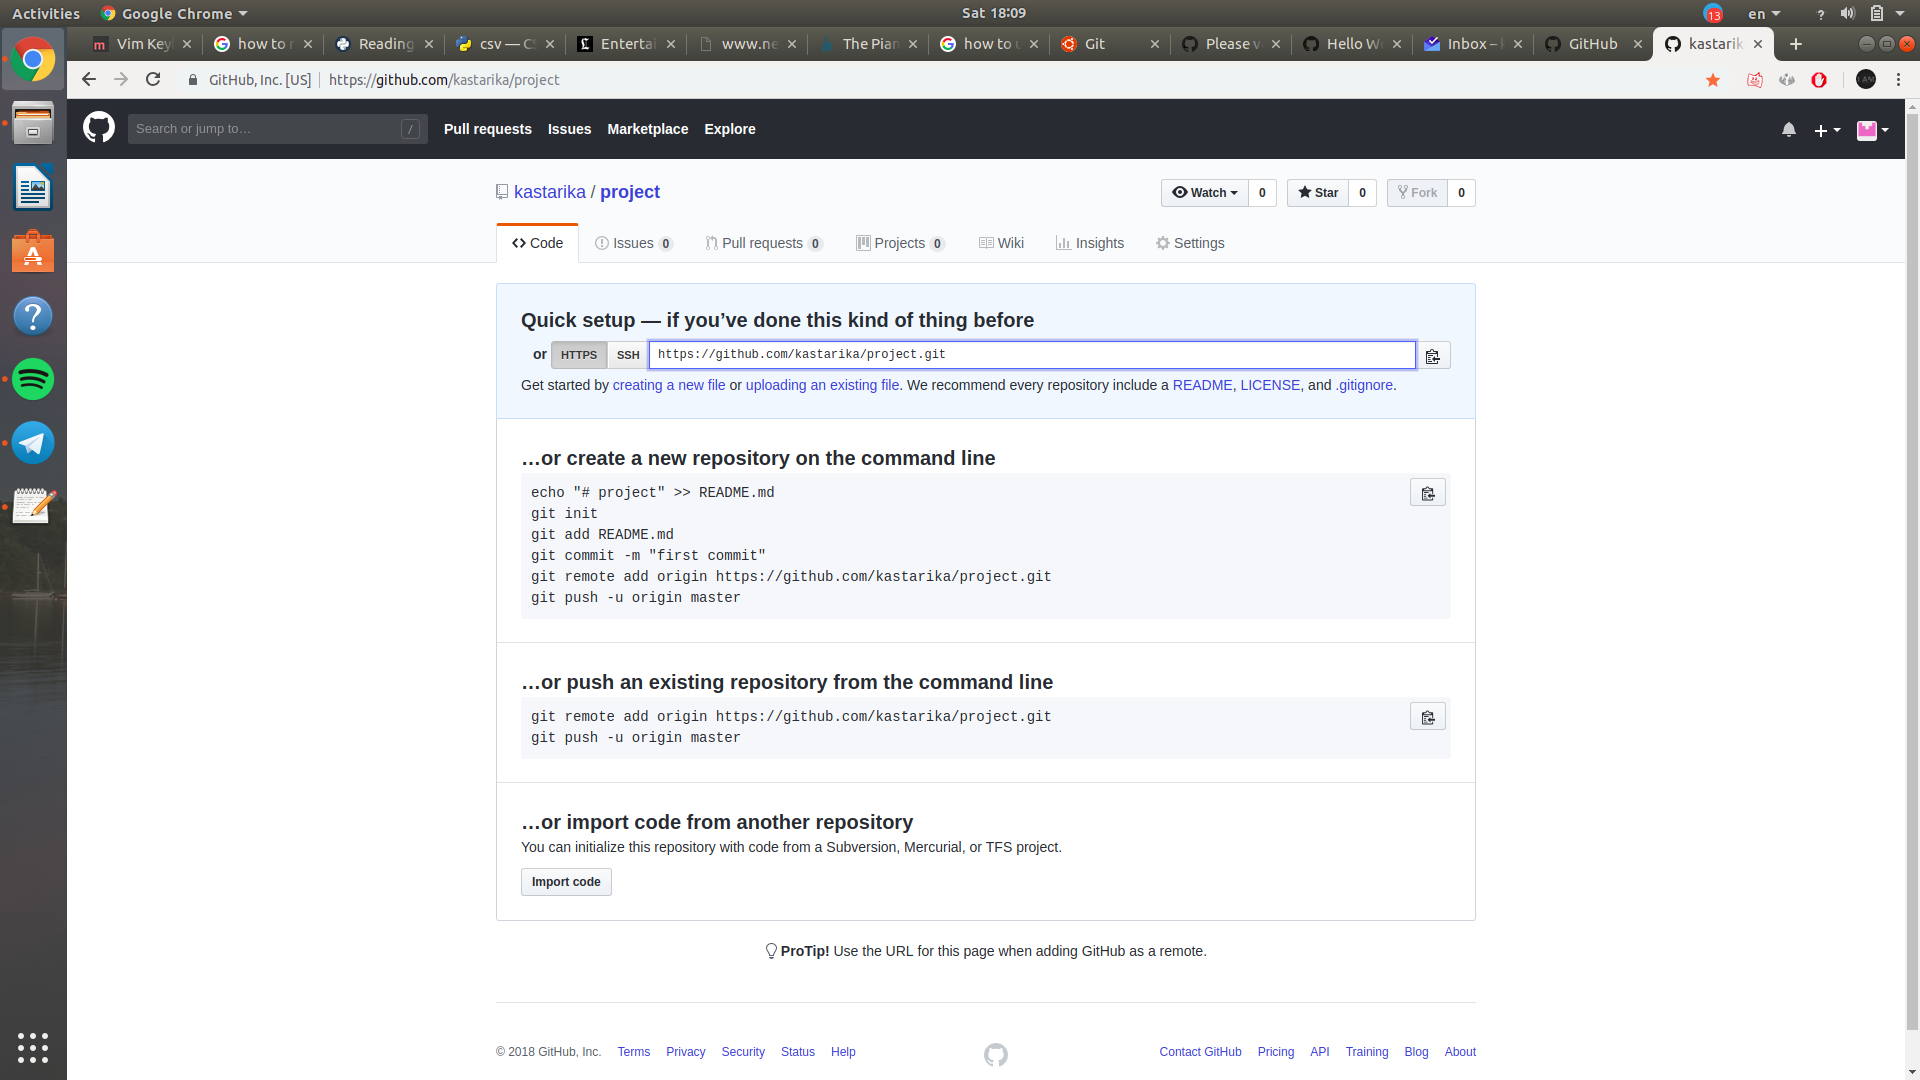 Activities Google Chrome Sat 18:09 13 en ?
Vim Key how to r Reading csv — CS Entertai www.ne The Pian how to u Git Please v Hello Wo Inbox – GitHub kastarik
GitHub, Inc. [US] https://github.com/kastarika/project
Search or jump to… / Pull requests Issues Marketplace Explore
kastarika / project Watch 0 Star 0 Fork 0
Code Issues 0 Pull requests 0 Projects 0 Wiki Insights Settings
Quick setup — if you’ve done this kind of thing before
or HTTPS SSH https://github.com/kastarika/project.git
Get started by creating a new file or uploading an existing file. We recommend every repository include a README, LICENSE, and .gitignore.
…or create a new repository on the command line
echo "# project" >> README.md
git init
git add README.md
git commit -m "first commit"
git remote add origin https://github.com/kastarika/project.git
git push -u origin master
…or push an existing repository from the command line
git remote add origin https://github.com/kastarika/project.git
git push -u origin master
…or import code from another repository
You can initialize this repository with code from a Subversion, Mercurial, or TFS project.
Import code
ProTip! Use the URL for this page when adding GitHub as a remote.
© 2018 GitHub, Inc. Terms Privacy Security Status Help Contact GitHub Pricing API Training Blog About